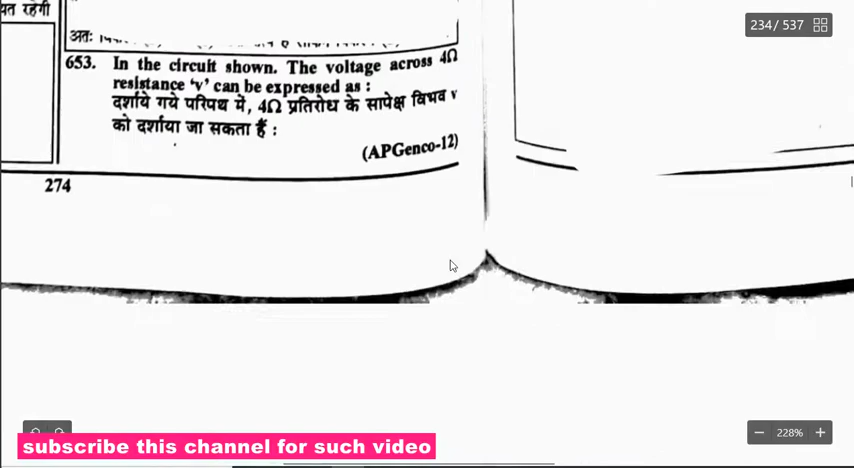 यत रहेगी
234 / 537
अतः
653. In the circuit shown. The voltage across 4Ω
resistance ‘v’ can be expressed as :
दर्शाये गये परिपथ में, 4Ω प्रतिरोध के सापेक्ष विभव v
को दर्शाया जा सकता हैं :
(APGenco-12)
274
228%
subscribe this channel for such video